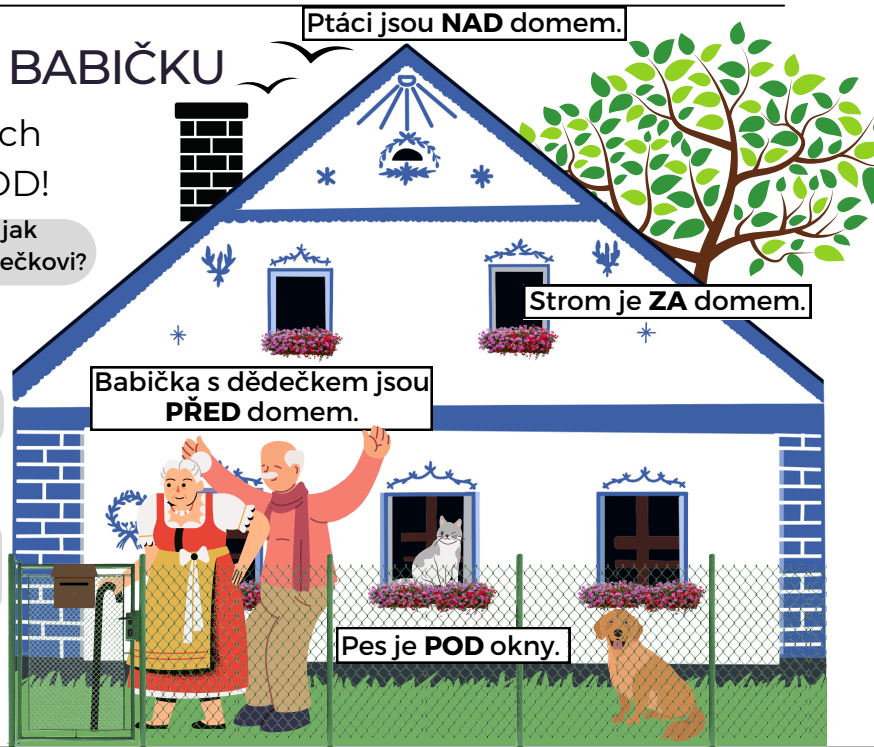 Ptáci jsou NAD domem.
BABIČKU
ch
OD!
jak
ečkovi?
Strom je ZA domem.
Babička s dědečkem jsou
PŘED domem.
Pes je POD okny.